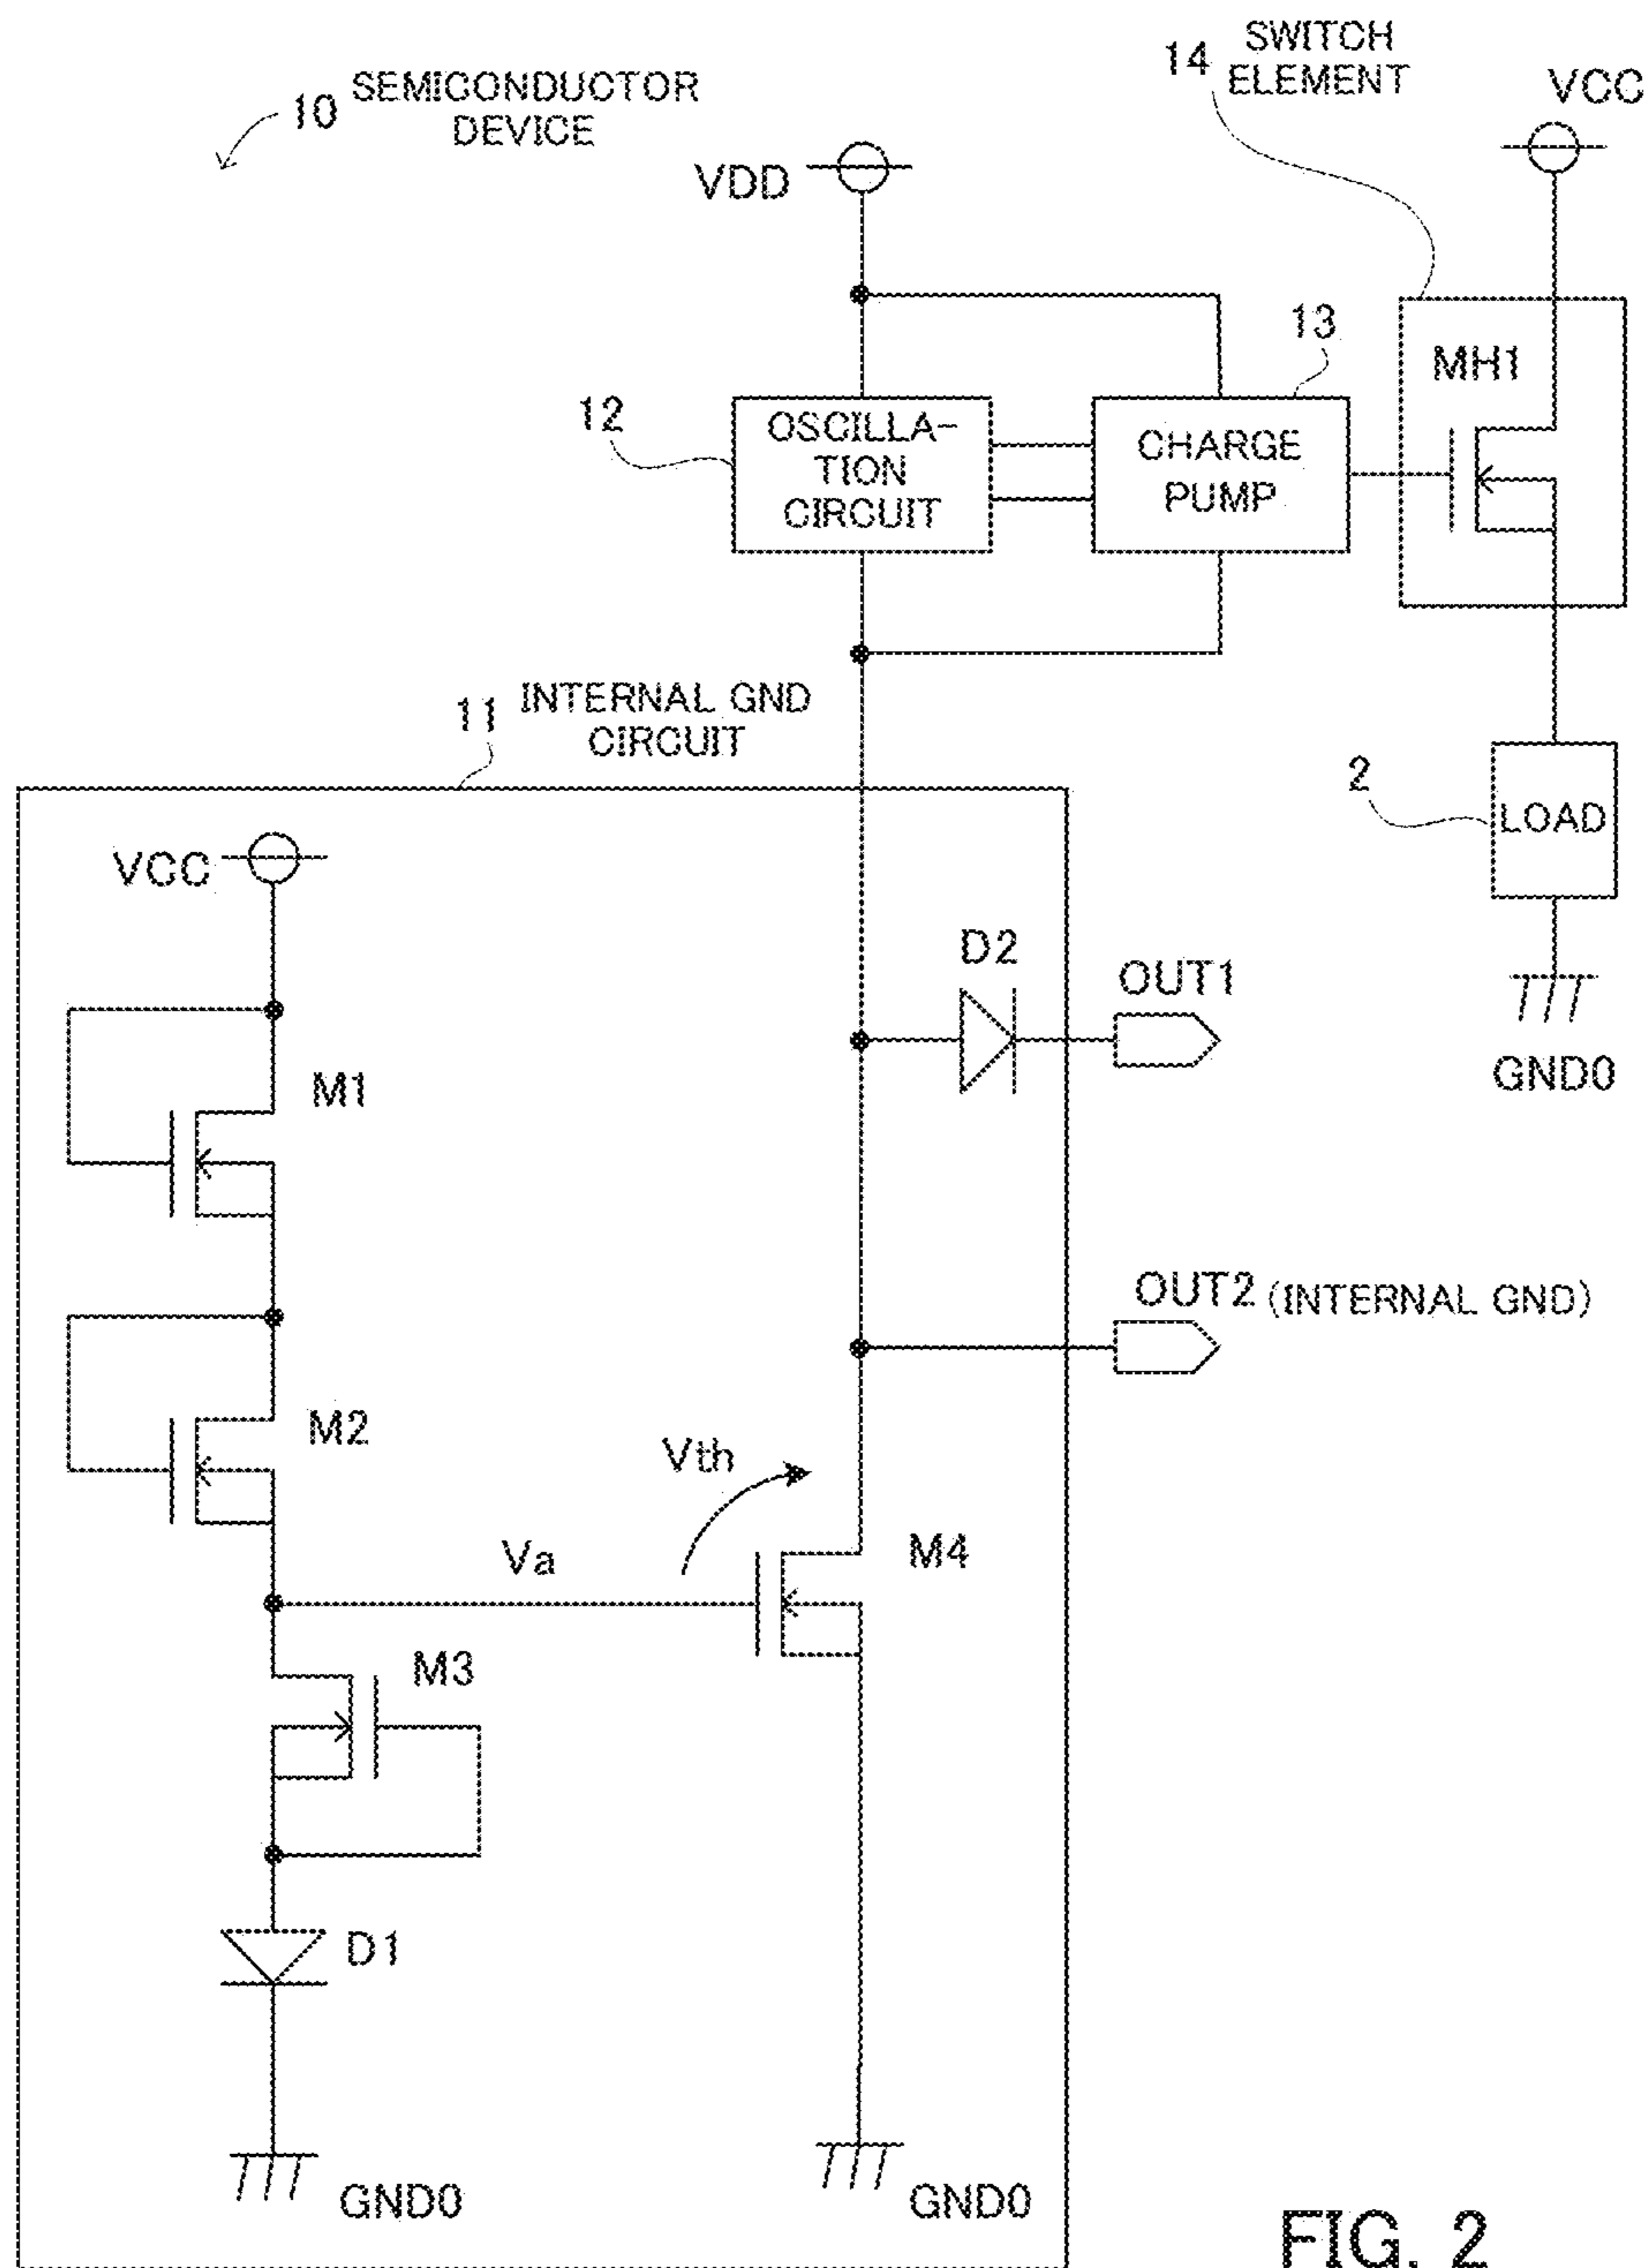 14 SWITCH
ELEMENT
VCC
10 SEMICONDUCTOR
DEVICE
VDD
13
MH1
12
OSCILLA-
TION
CIRCUIT
CHARGE
PUMP
11 INTERNAL GND
CIRCUIT
2
LOAD
VCC
D2
OUT1
GND0
M1
OUT2 (INTERNAL GND)
M2
Vth
Va
M4
M3
D1
GND0
GND0
FIG. 2